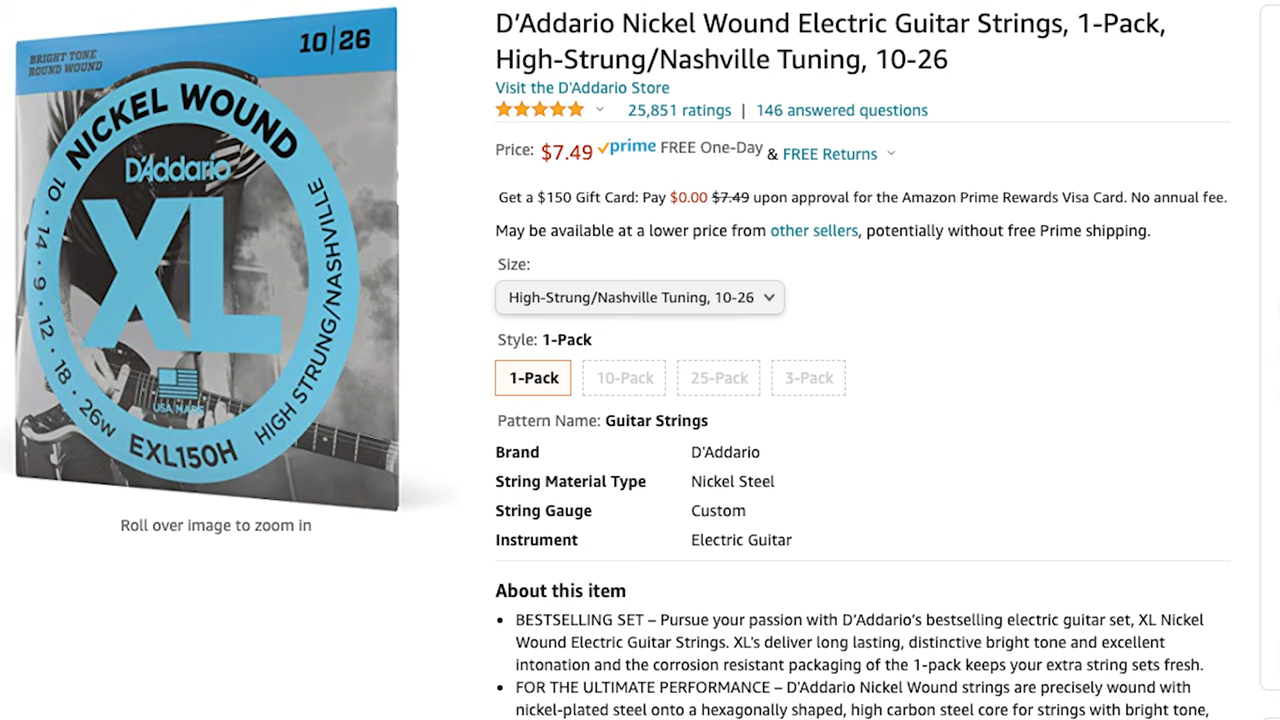 BRIGHT TONE
ROUND WOUND
10|26
NICKEL WOUND
D'Addario
XL
10 · 14 · 9 · 12 · 18 · 26w
EXL150H
HIGH STRUNG/NASHVILLE
USA MADE
Roll over image to zoom in
D’Addario Nickel Wound Electric Guitar Strings, 1-Pack,
High-Strung/Nashville Tuning, 10-26
Visit the D'Addario Store
25,851 ratings | 146 answered questions
Price: $7.49 prime FREE One-Day & FREE Returns
Get a $150 Gift Card: Pay $0.00 $7.49 upon approval for the Amazon Prime Rewards Visa Card. No annual fee.
May be available at a lower price from other sellers, potentially without free Prime shipping.
Size:
High-Strung/Nashville Tuning, 10-26
Style: 1-Pack
1-Pack 10-Pack 25-Pack 3-Pack
Pattern Name: Guitar Strings
Brand D'Addario
String Material Type Nickel Steel
String Gauge Custom
Instrument Electric Guitar
About this item
• BESTSELLING SET – Pursue your passion with D’Addario’s bestselling electric guitar set, XL Nickel
Wound Electric Guitar Strings. XL's deliver long lasting, distinctive bright tone and excellent
intonation and the corrosion resistant packaging of the 1-pack keeps your extra string sets fresh.
• FOR THE ULTIMATE PERFORMANCE – D'Addario Nickel Wound strings are precisely wound with
nickel-plated steel onto a hexagonally shaped, high carbon steel core for strings with bright tone,